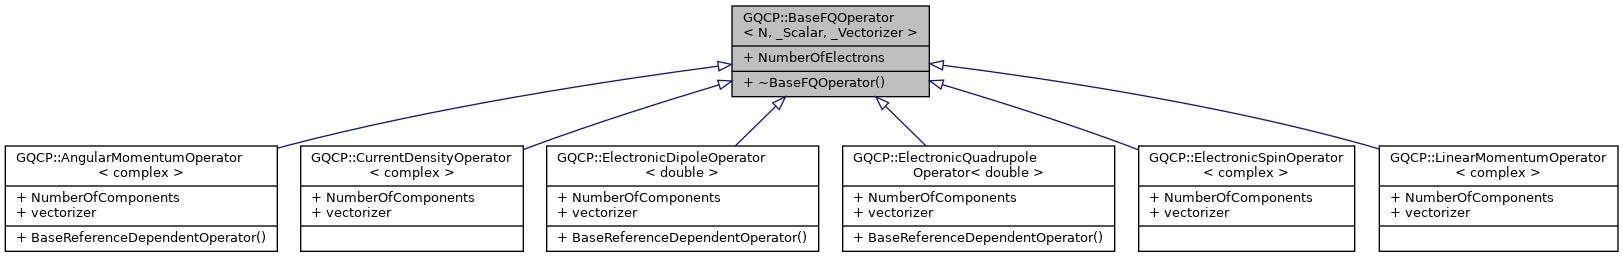 GQCP::BaseFQOperator
< N, _Scalar, _Vectorizer >
+ NumberOfElectrons
+ ~BaseFQOperator()
GQCP::AngularMomentumOperator
< complex >
+ NumberOfComponents
+ vectorizer
+ BaseReferenceDependentOperator()
GQCP::CurrentDensityOperator
< complex >
+ NumberOfComponents
+ vectorizer
GQCP::ElectronicDipoleOperator
< double >
+ NumberOfComponents
+ vectorizer
+ BaseReferenceDependentOperator()
GQCP::ElectronicQuadrupole
Operator< double >
+ NumberOfComponents
+ vectorizer
+ BaseReferenceDependentOperator()
GQCP::ElectronicSpinOperator
< complex >
+ NumberOfComponents
+ vectorizer
GQCP::LinearMomentumOperator
< complex >
+ NumberOfComponents
+ vectorizer